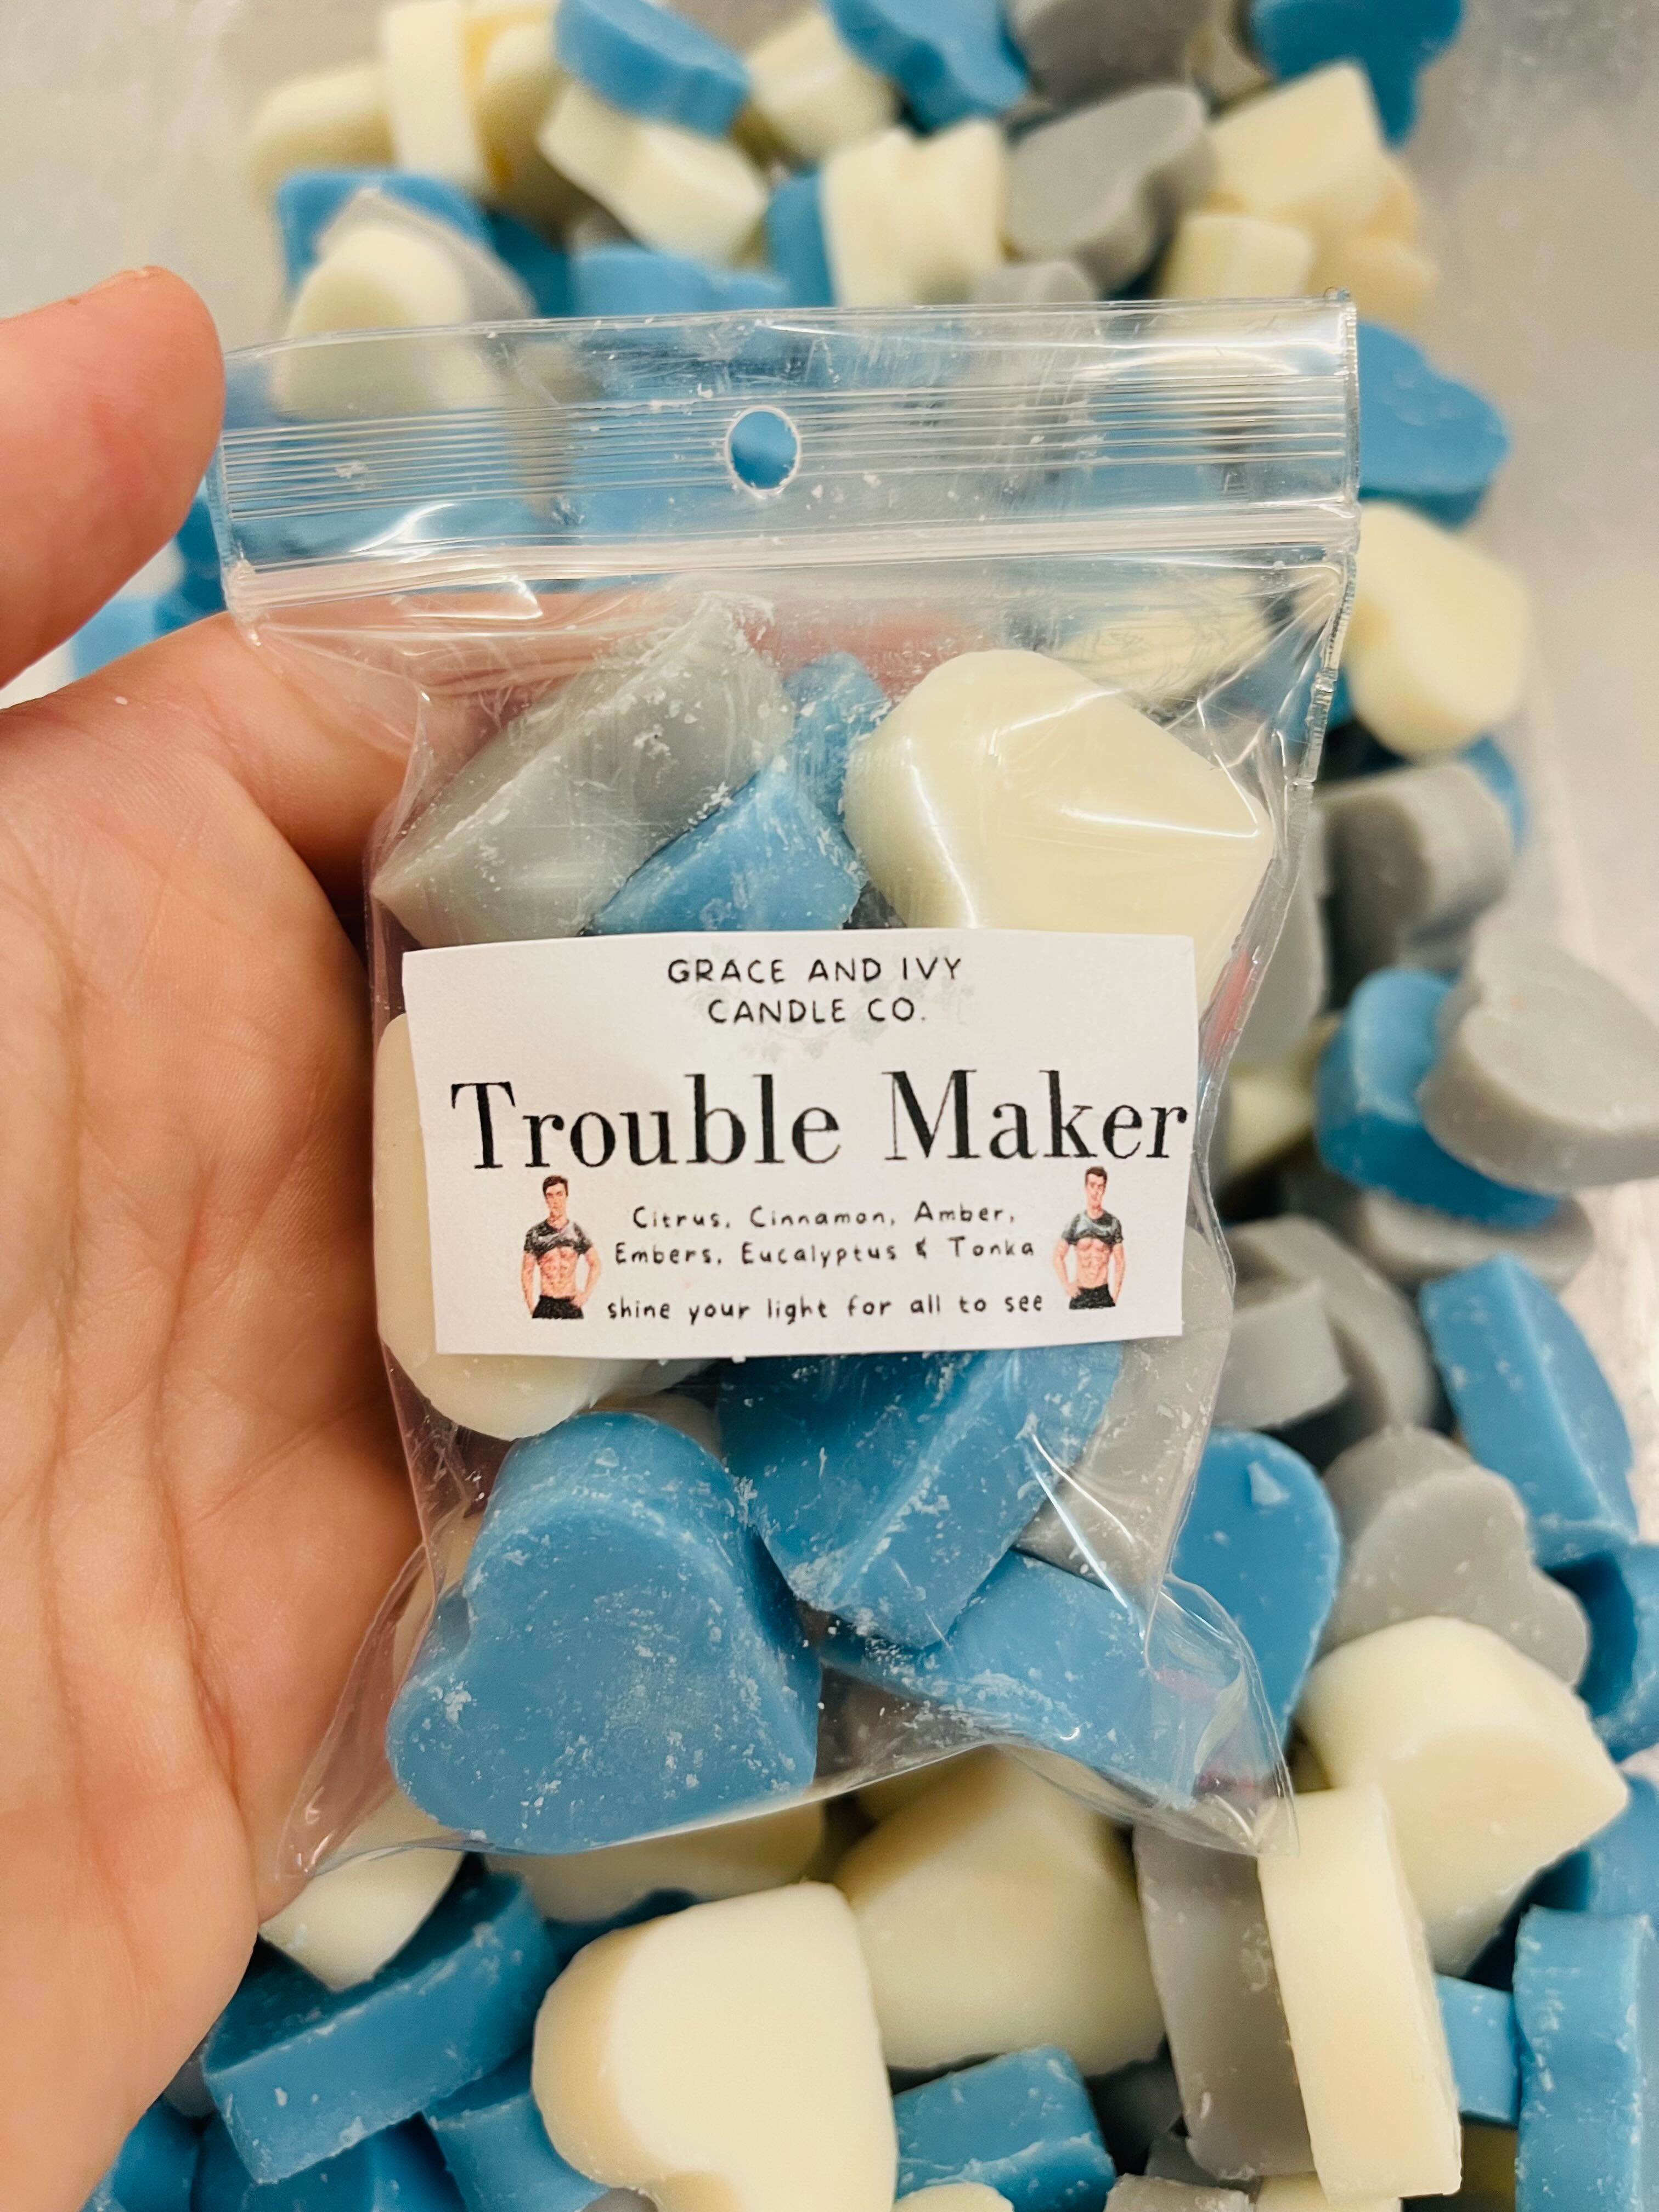 GRACE AND IVY
CANDLE CO.
Trouble Maker
Citrus, Cinnamon, Amber,
Embers, Eucalyptus & Tonka
shine your light for all to see